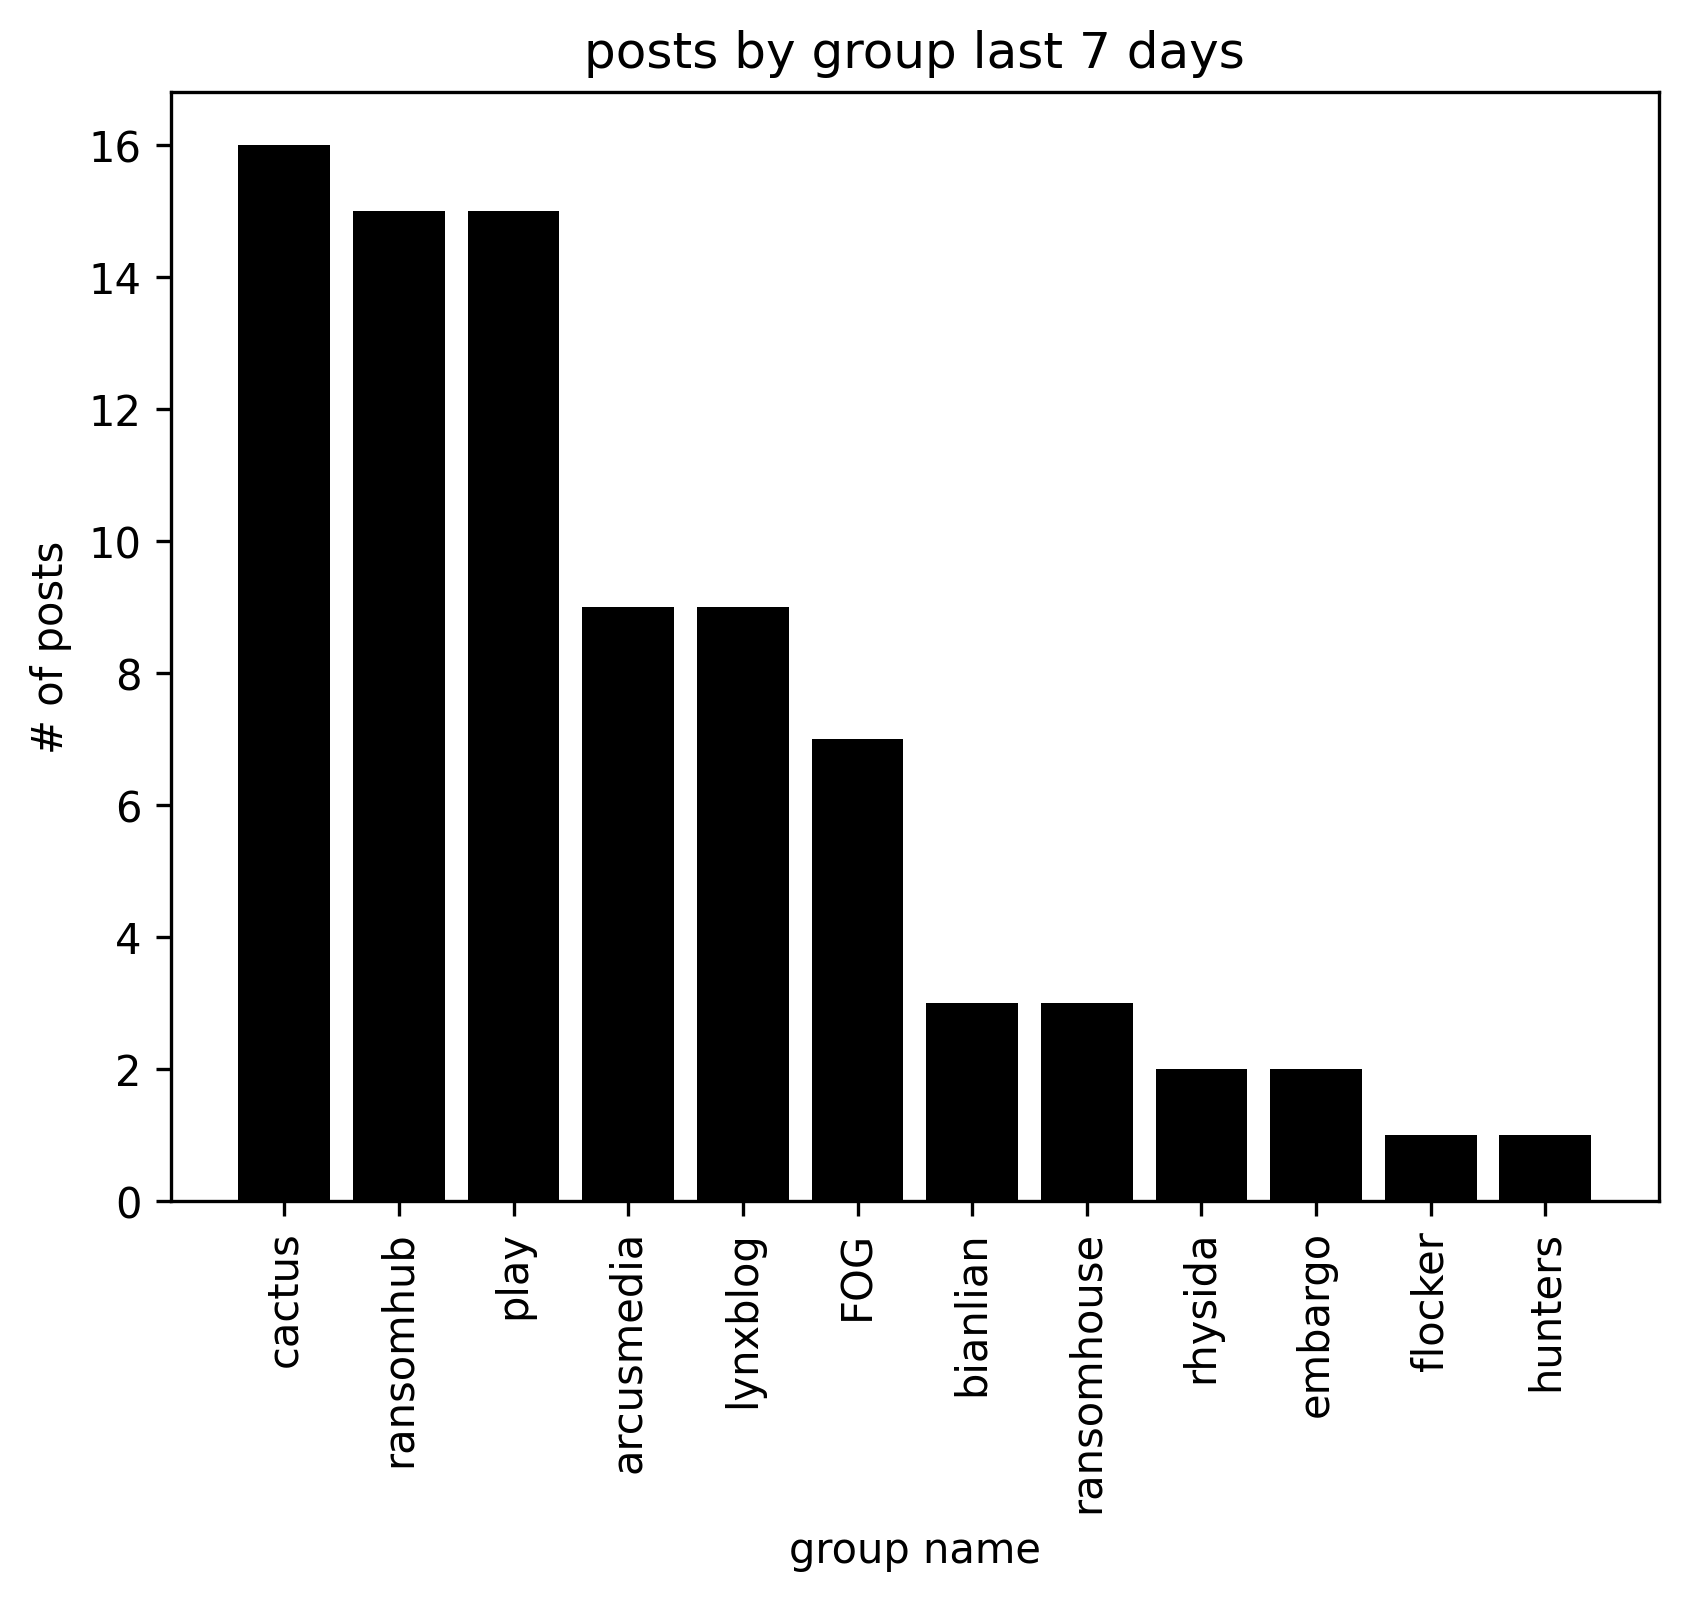 posts by group last 7 days
# of posts
16
14
12
10
8
6
4
2
0
cactus
ransomhub
play
arcusmedia
lynxblog
FOG
bianlian
ransomhouse
rhysida
embargo
flocker
hunters
group name